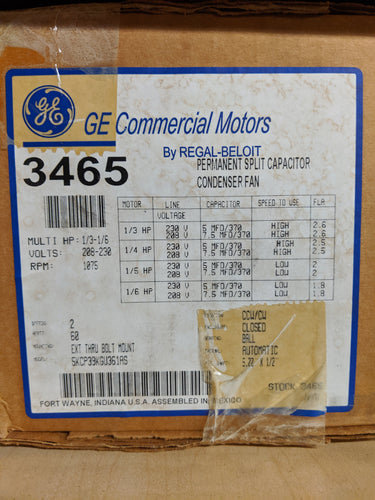 GE
GE Commercial Motors
By REGAL-BELOIT
3465
PERMANENT SPLIT CAPACITOR
CONDENSER FAN
MOTOR LINE VOLTAGE CAPACITOR SPEED TO USE FLA
1/3 HP 230 V 5 MFD/370 HIGH 2.6
208 V 7.5 MFD/370 HIGH 2.6
1/4 HP 230 V 5 MFD/370 HIGH 2.5
208 V 7.5 MFD/370 HIGH 2.5
1/5 HP 230 V 5 MFD/370 LOW 2
208 V 7.5 MFD/370 LOW 2
1/6 HP 230 V 5 MFD/370 LOW 1.8
208 V 7.5 MFD/370 LOW 1.8
MULTI HP: 1/3-1/6
VOLTS: 208-230
RPM: 1075
2
60
EXT THRU BOLT MOUNT
5KCP39KGU361AS
CCW/CW
CLOSED
BALL
AUTOMATIC
5.22 X 1/2
STOCK 3465
FORT WAYNE, INDIANA U.S.A. ASSEMBLED IN MEXICO